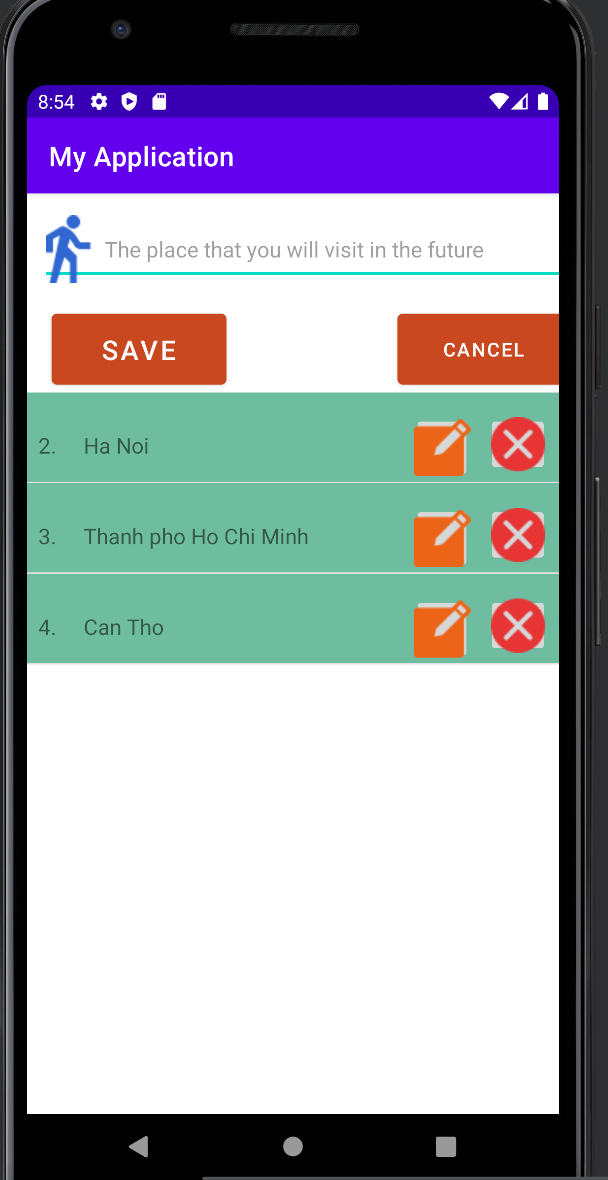 8:54
My Application
The place that you will visit in the future
SAVE CANCEL
2. Ha Noi
3. Thanh pho Ho Chi Minh
4. Can Tho